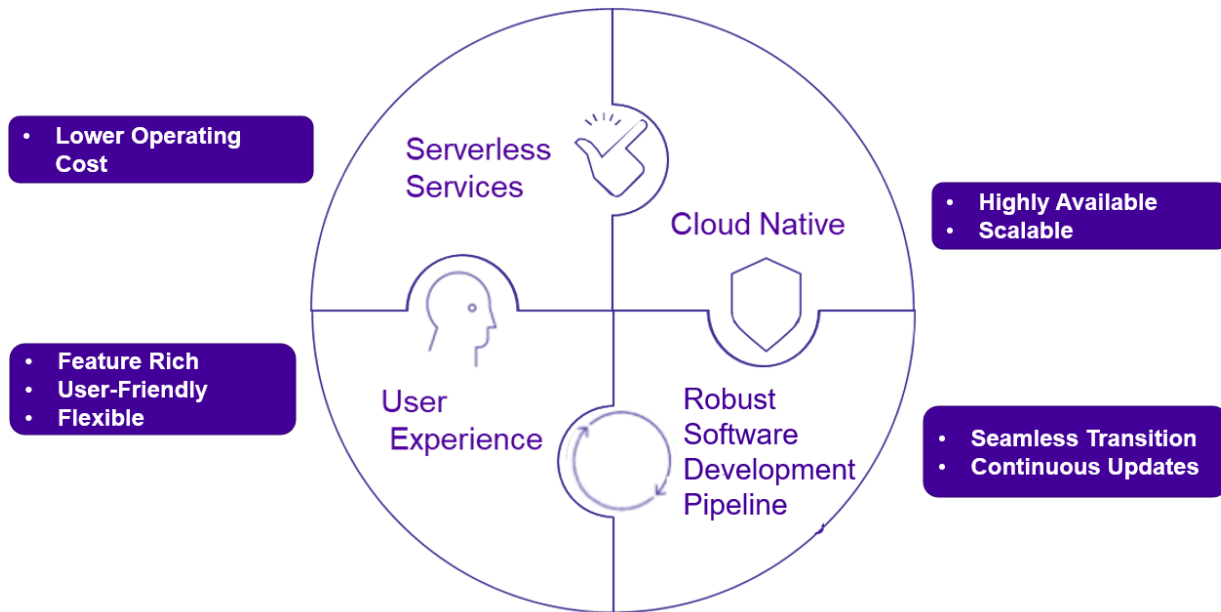 • Lower Operating
Cost
Serverless
Services
Cloud Native
• Highly Available
• Scalable
• Feature Rich
• User-Friendly
• Flexible
User
Experience
Robust
Software
Development
Pipeline
• Seamless Transition
• Continuous Updates